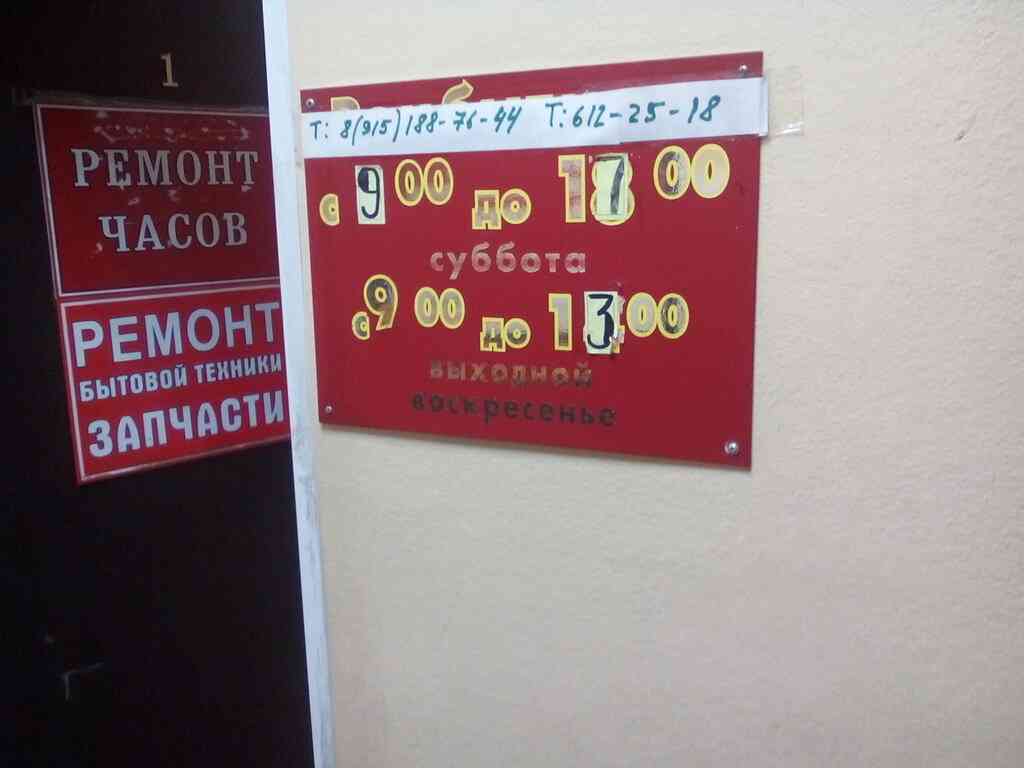 1
РЕМОНТ
ЧАСОВ
РЕМОНТ
БЫТОВОЙ ТЕХНИКИ
ЗАПЧАСТИ
Т: 8(915)188-76-44 Т: 612-25-18
с 9 00 до 17 00
суббота
с 9 00 до 13 00
выходной
воскресенье